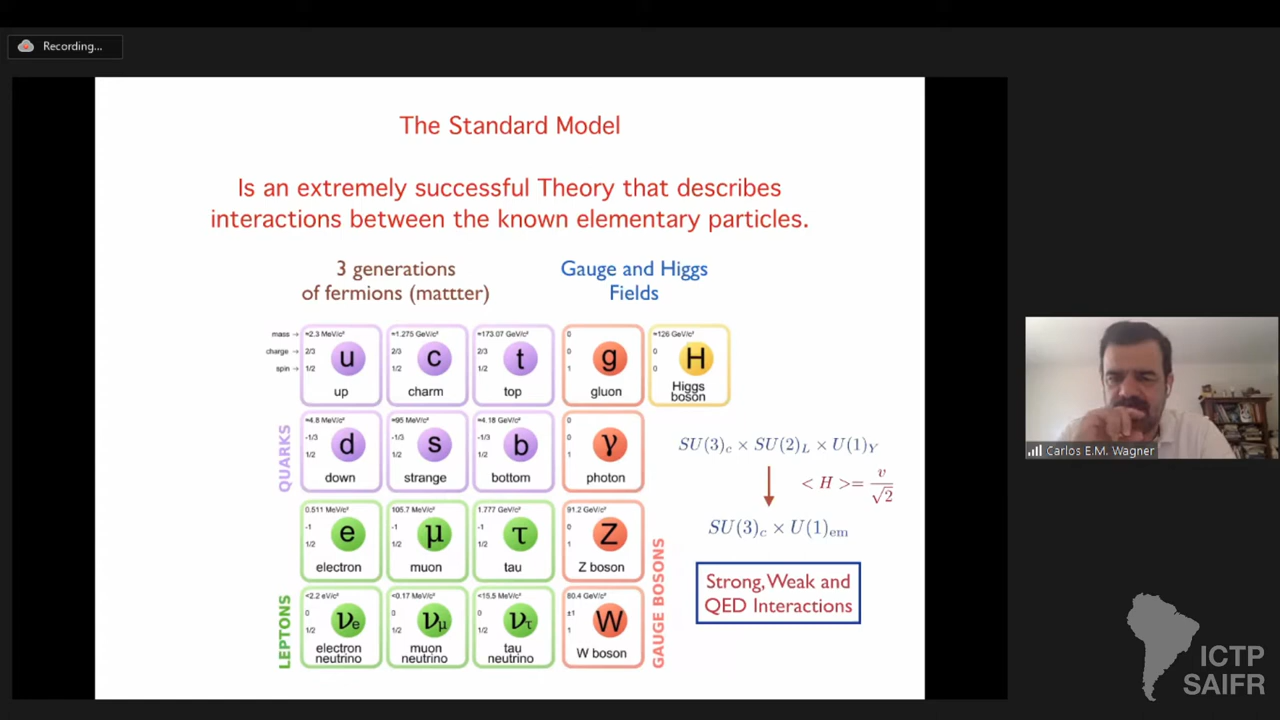 Recording...
The Standard Model
Is an extremely successful Theory that describes
interactions between the known elementary particles.
3 generations
of fermions (mattter)
Gauge and Higgs
Fields
mass →
charge →
spin →
≈2.3 MeV/c²
2/3
1/2
u
up
≈1.275 GeV/c²
2/3
1/2
c
charm
≈173.07 GeV/c²
2/3
1/2
t
top
0
0
1
g
gluon
≈126 GeV/c²
0
0
H
Higgs
boson
QUARKS
≈4.8 MeV/c²
-1/3
1/2
d
down
≈95 MeV/c²
-1/3
1/2
s
strange
≈4.18 GeV/c²
-1/3
1/2
b
bottom
0
0
1
γ
photon
SU(3)c × SU(2)L × U(1)Y
< H >= v/√2
SU(3)c × U(1)em
0.511 MeV/c²
-1
1/2
e
electron
105.7 MeV/c²
-1
1/2
μ
muon
1.777 GeV/c²
-1
1/2
τ
tau
91.2 GeV/c²
0
1
Z
Z boson
GAUGE BOSONS
Strong, Weak and
QED Interactions
LEPTONS
<2.2 eV/c²
0
1/2
νe
electron
neutrino
<0.17 MeV/c²
0
1/2
νμ
muon
neutrino
<15.5 MeV/c²
0
1/2
ντ
tau
neutrino
80.4 GeV/c²
±1
1
W
W boson
Carlos E.M. Wagner
ICTP
SAIFR